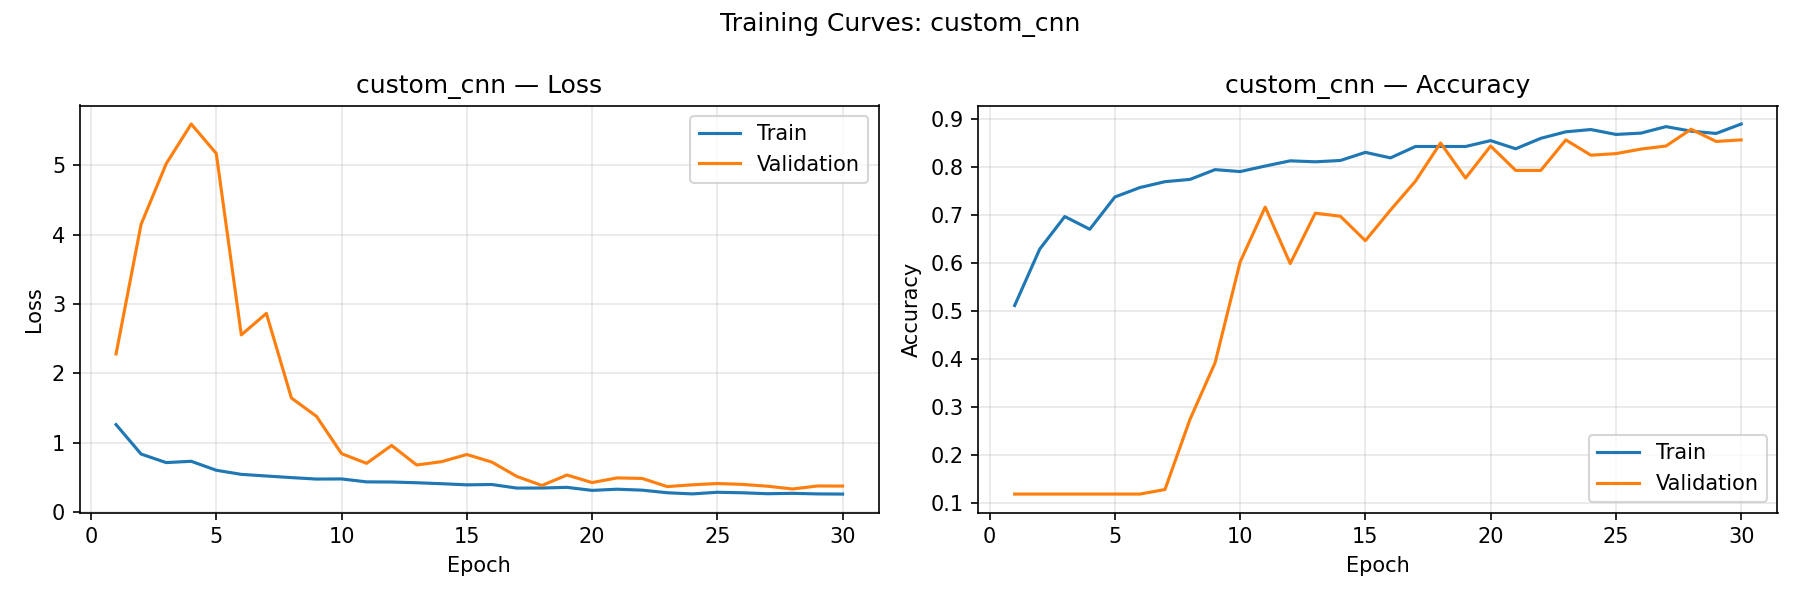 Training Curves: custom_cnn
custom_cnn — Loss
Loss
5
4
3
2
1
0
Train
Validation
0 5 10 15 20 25 30
Epoch
custom_cnn — Accuracy
Accuracy
0.9
0.8
0.7
0.6
0.5
0.4
0.3
0.2
0.1
Train
Validation
0 5 10 15 20 25 30
Epoch